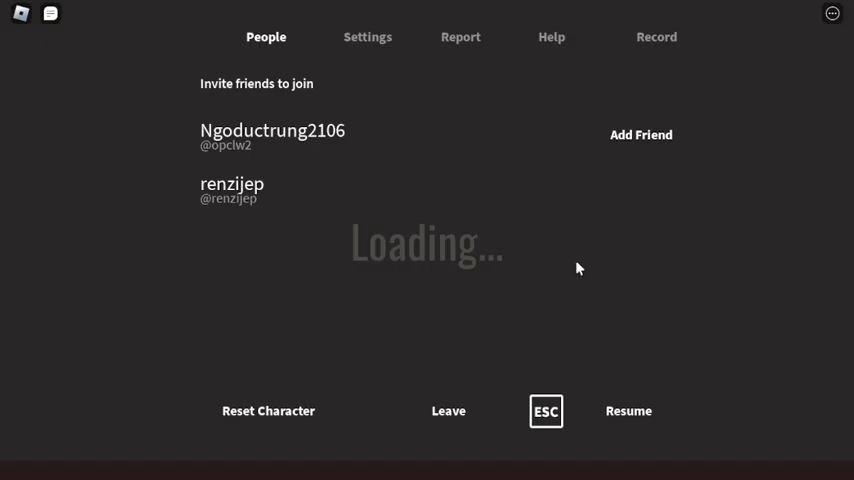 People Settings Report Help Record
Invite friends to join
Ngoductrung2106
@opclw2
Add Friend
renzijep
@renzijep
Loading...
Reset Character Leave ESC Resume